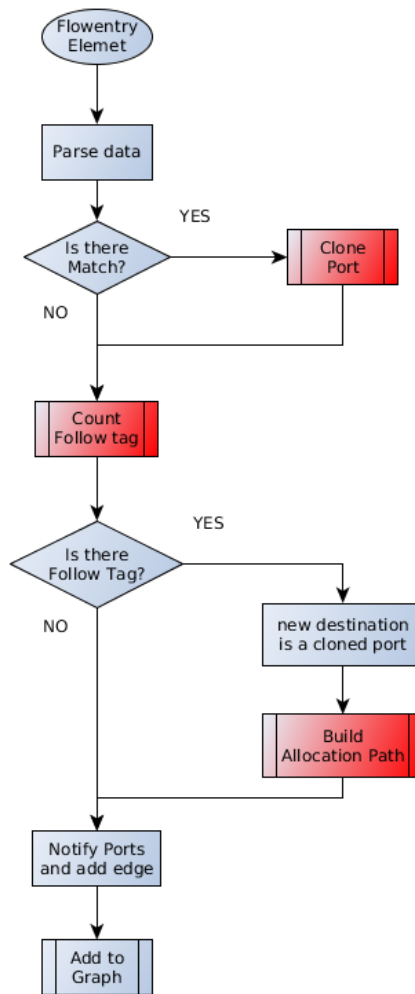 Flowentry
Elemet
Parse data
YES
Is there
Match?
Clone
Port
NO
Count
Follow tag
YES
Is there
Follow Tag?
NO
new destination
is a cloned port
Build
Allocation Path
Notify Ports
and add edge
Add to
Graph